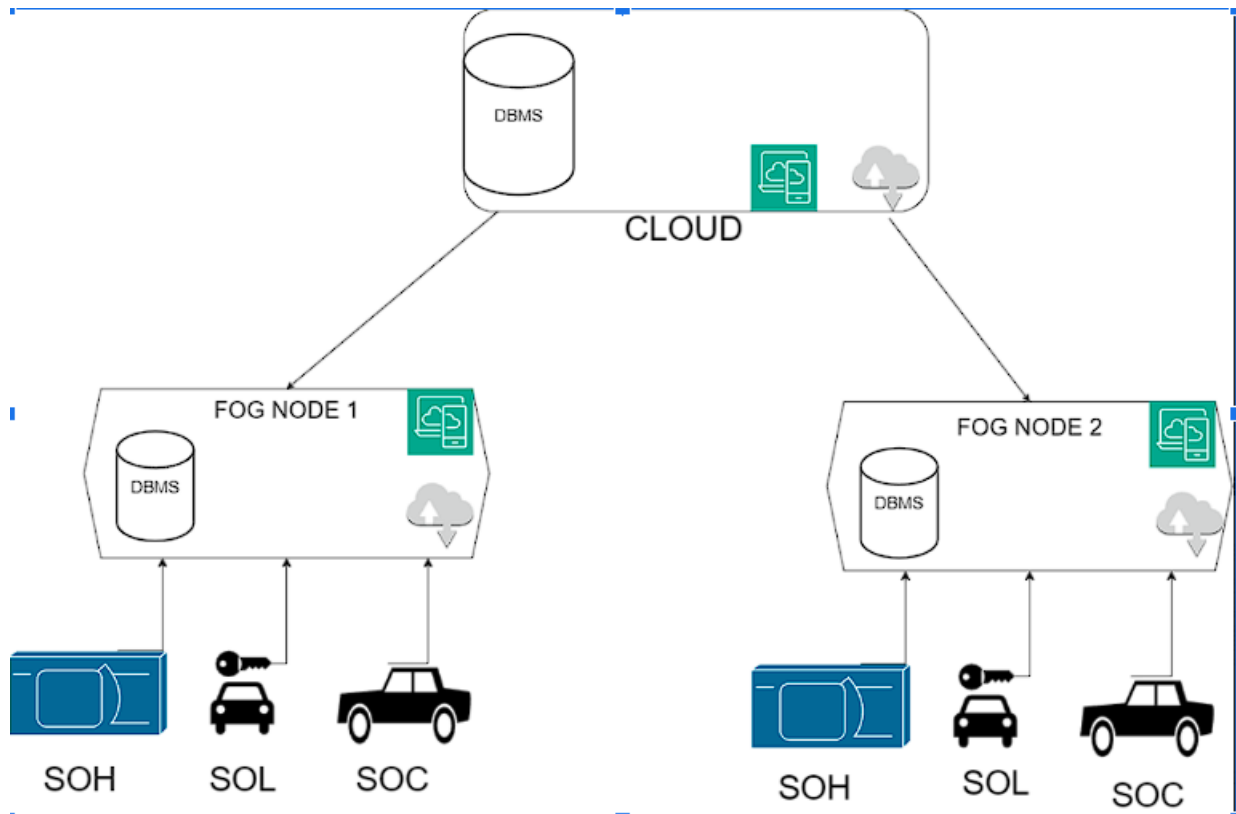 DBMS
CLOUD
FOG NODE 1
DBMS
SOH
SOL
SOC
FOG NODE 2
DBMS
SOH
SOL
SOC